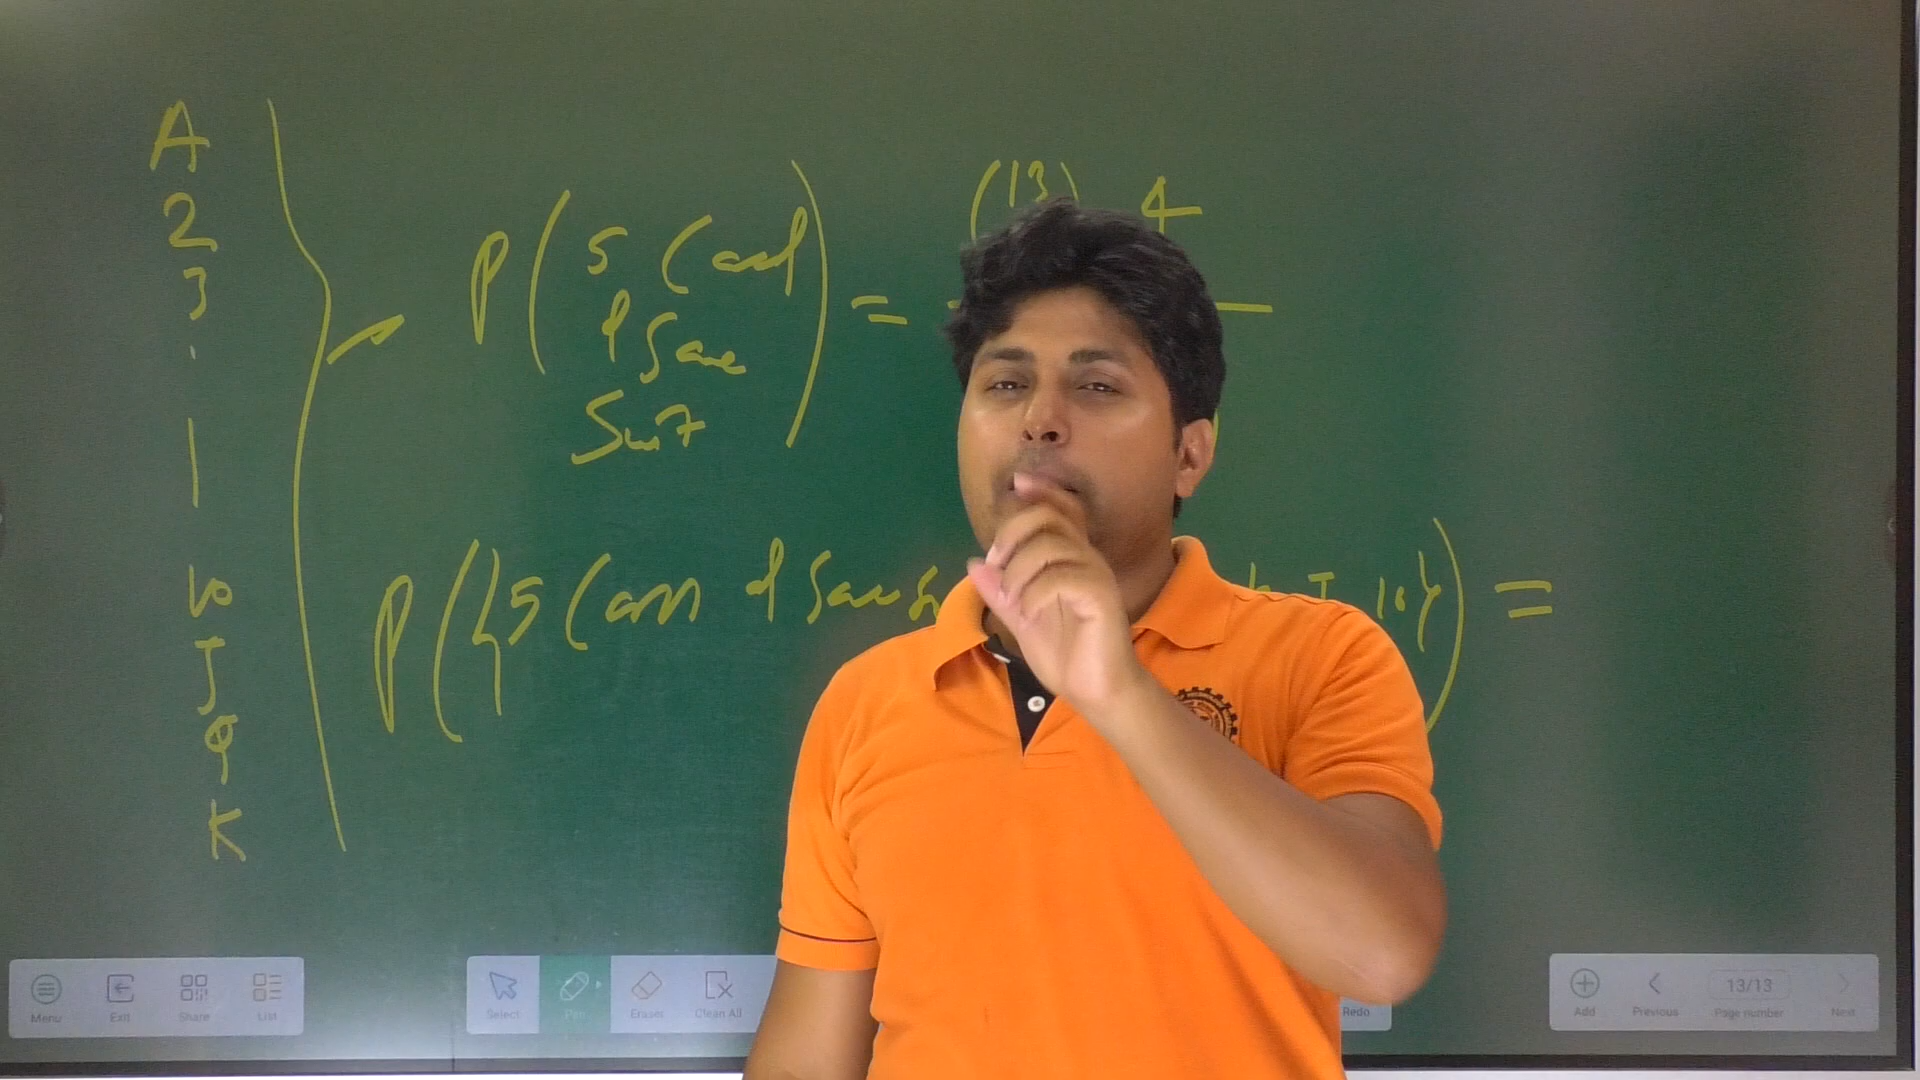 A
2
3
.
|
10
J
Q
K
P ( 5 Card of Same Suit ) = (13) 4
P ( { 5 Card of Same 10 } ) =
Menu Exit Share List
Select Pen Eraser Clean All Redo
Add Previous 13/13 Page number Next